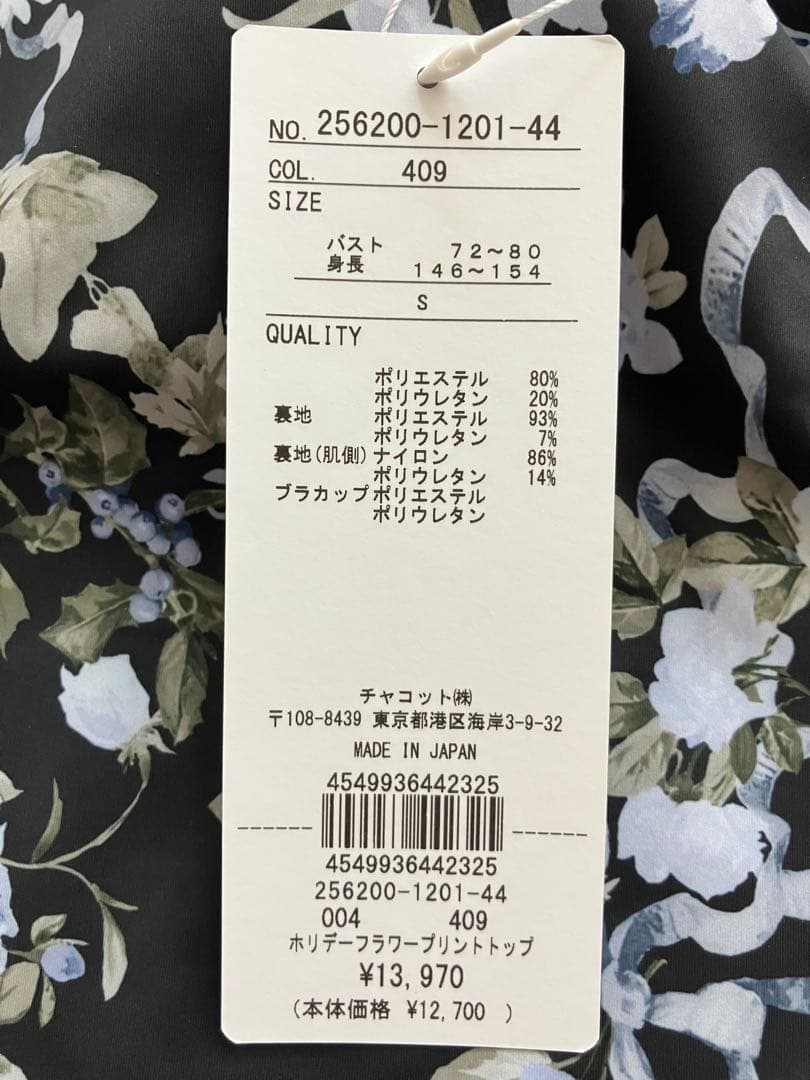 NO. 256200-1201-44
COL. 409
SIZE
バスト 72～80
身長 146～154
S
QUALITY
ポリエステル 80%
ポリウレタン 20%
裏地 ポリエステル 93%
ポリウレタン 7%
裏地(肌側) ナイロン 86%
ポリウレタン 14%
ブラカップ ポリエステル
ポリウレタン
チャコット㈱
〒108-8439 東京都港区海岸3-9-32
MADE IN JAPAN
4549936442325
4549936442325
256200-1201-44
004 409
ホリデーフラワープリントトップ
¥13,970
(本体価格 ¥12,700 )